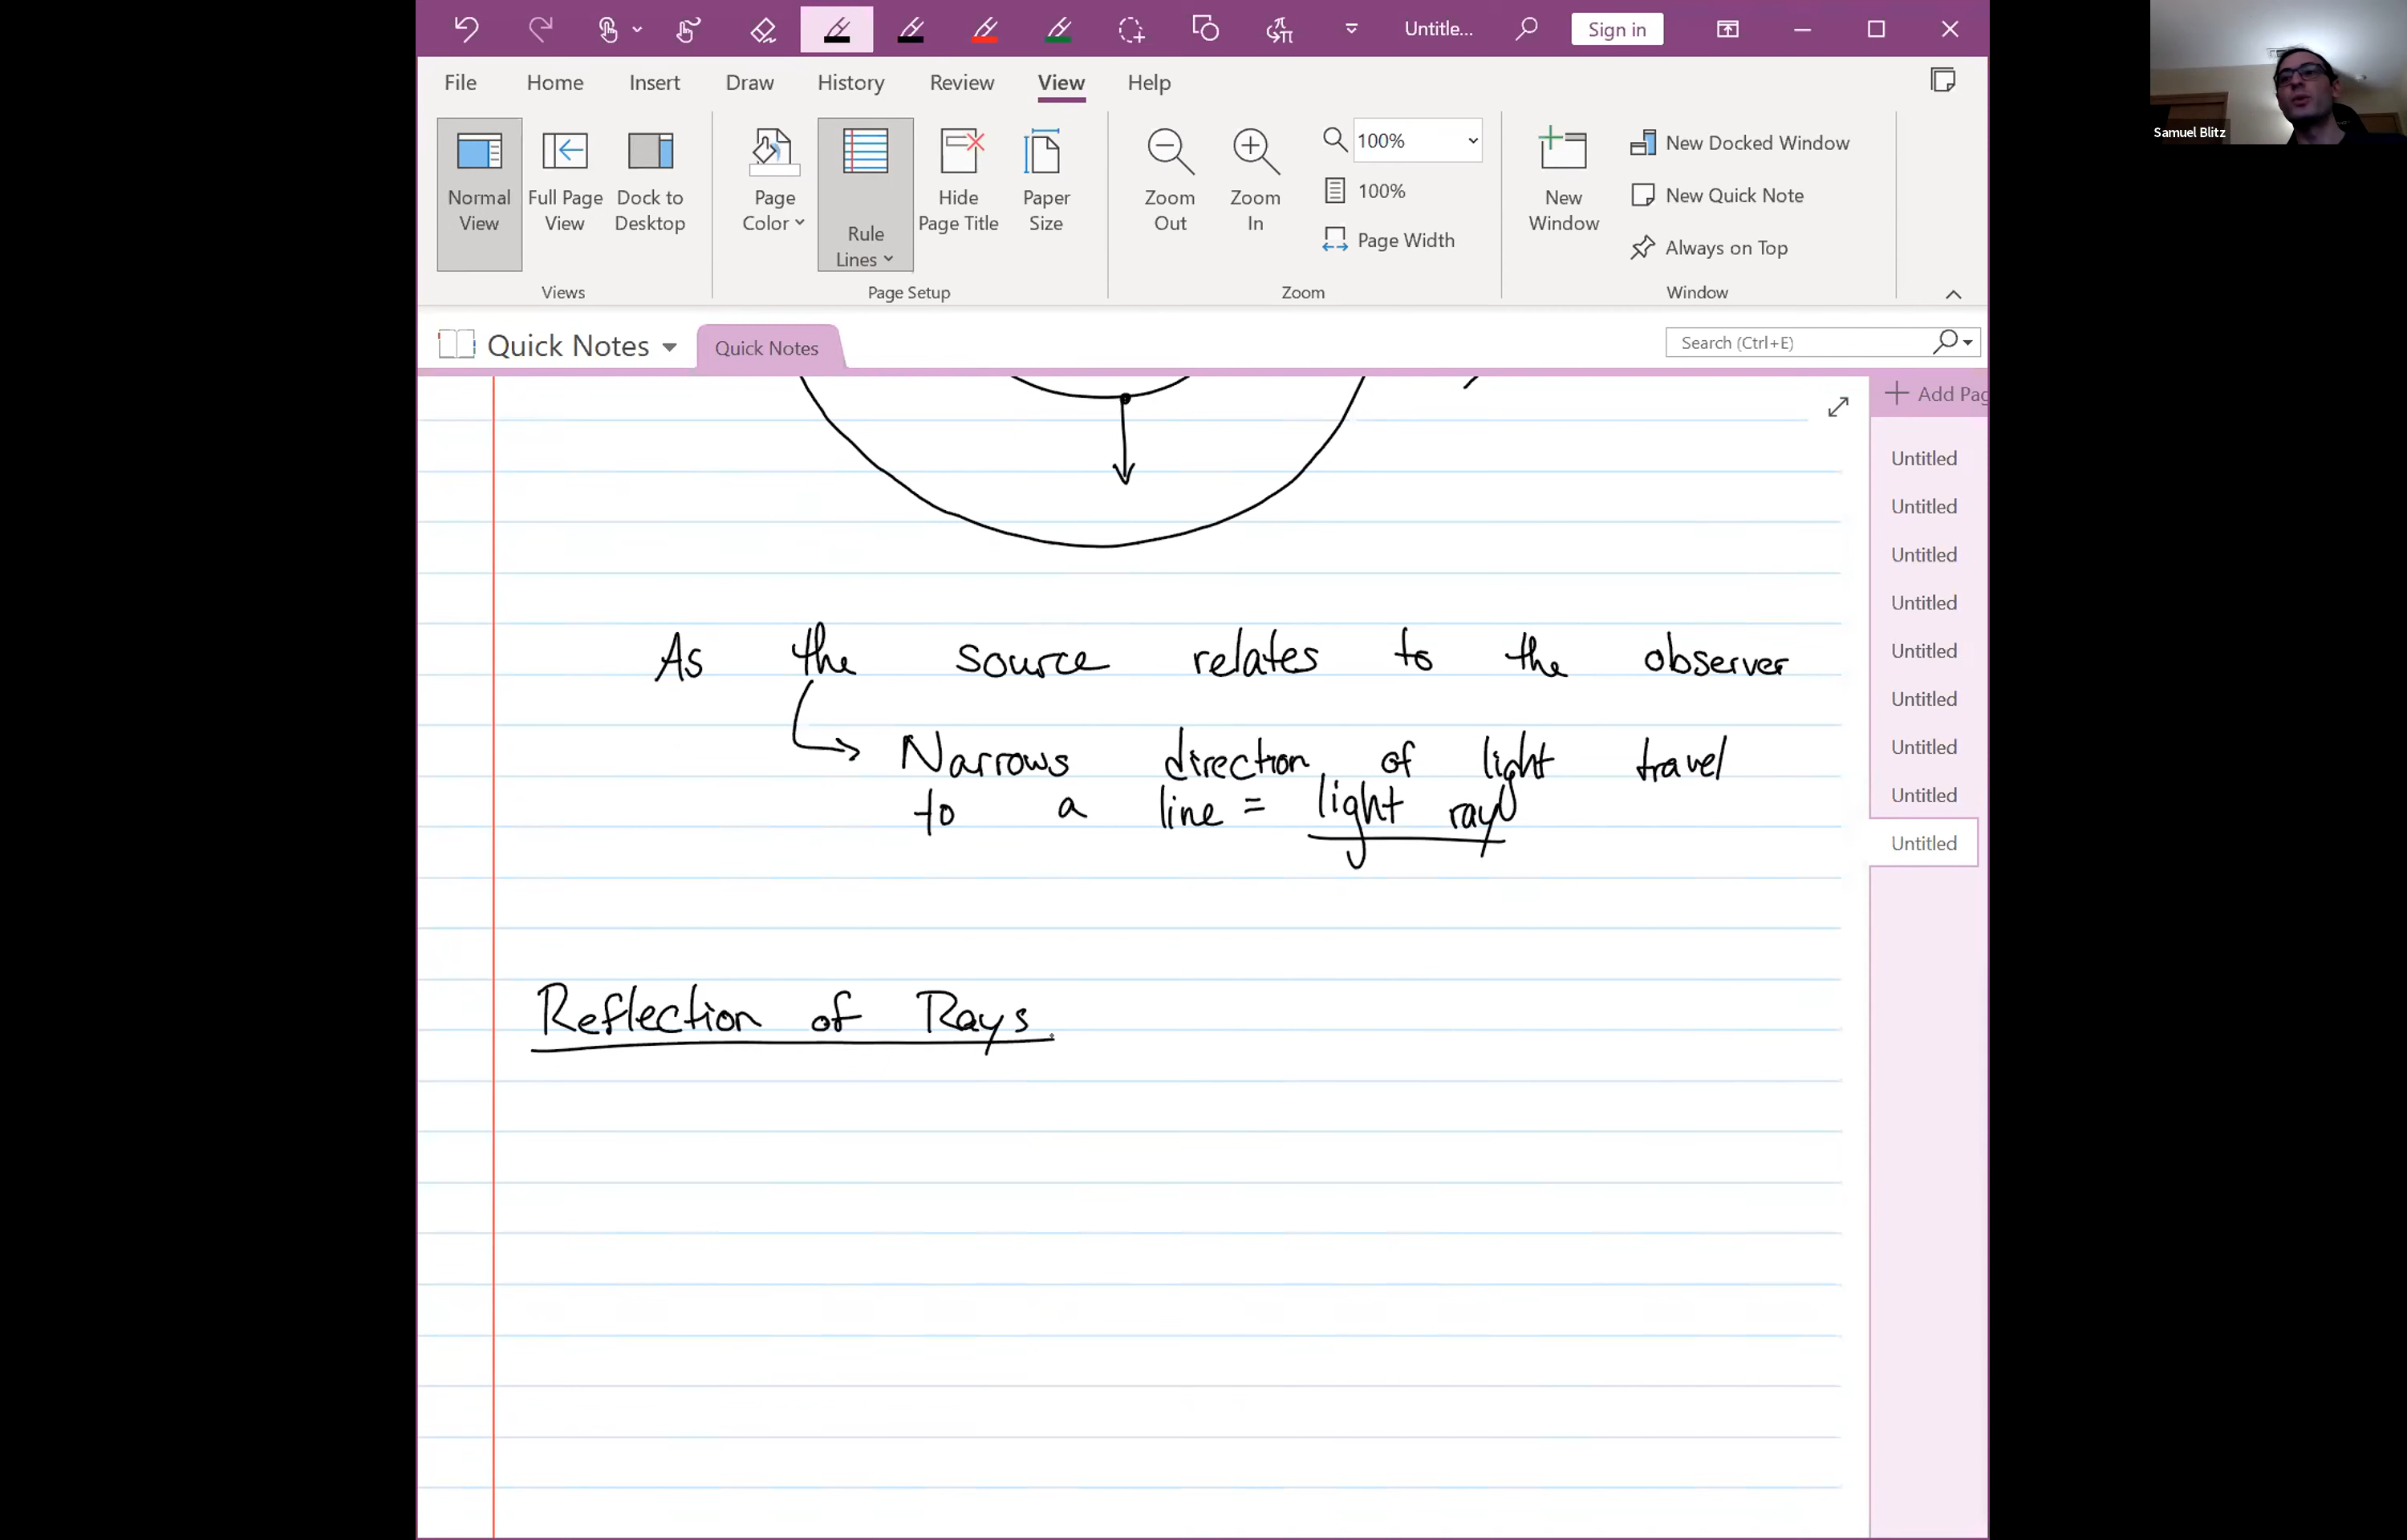 Untitle...
Sign in
File Home Insert Draw History Review View Help
Normal View
Full Page View
Dock to Desktop
Views
Page Color
Rule Lines
Hide Page Title
Paper Size
Page Setup
Zoom Out
Zoom In
100%
100%
Page Width
Zoom
New Window
New Docked Window
New Quick Note
Always on Top
Window
Samuel Blitz
Quick Notes
Quick Notes
Search (Ctrl+E)
Add Pag
Untitled
Untitled
Untitled
Untitled
Untitled
Untitled
Untitled
Untitled
Untitled
As the source relates to the observer
Narrows direction of light travel
to a line = light ray
Reflection of Rays